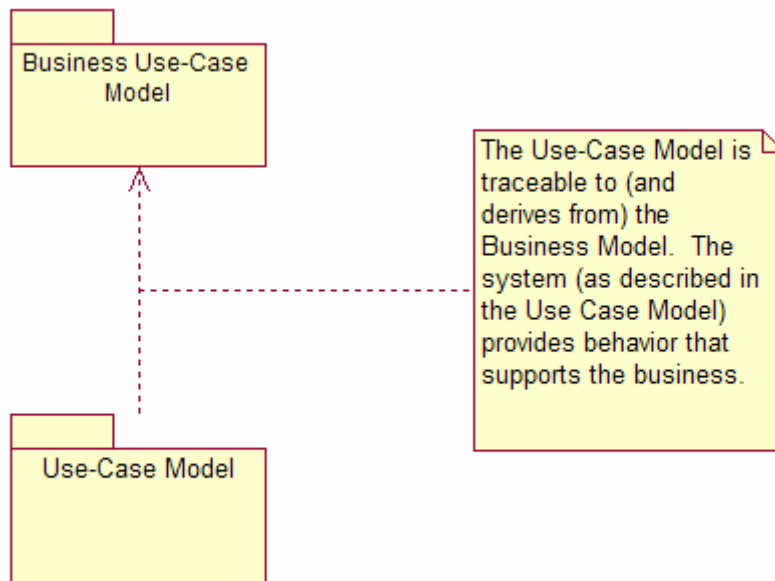 Business Use-Case
Model
The Use-Case Model is
traceable to (and
derives from) the
Business Model.  The
system (as described in
the Use Case Model)
provides behavior that
supports the business.
Use-Case Model